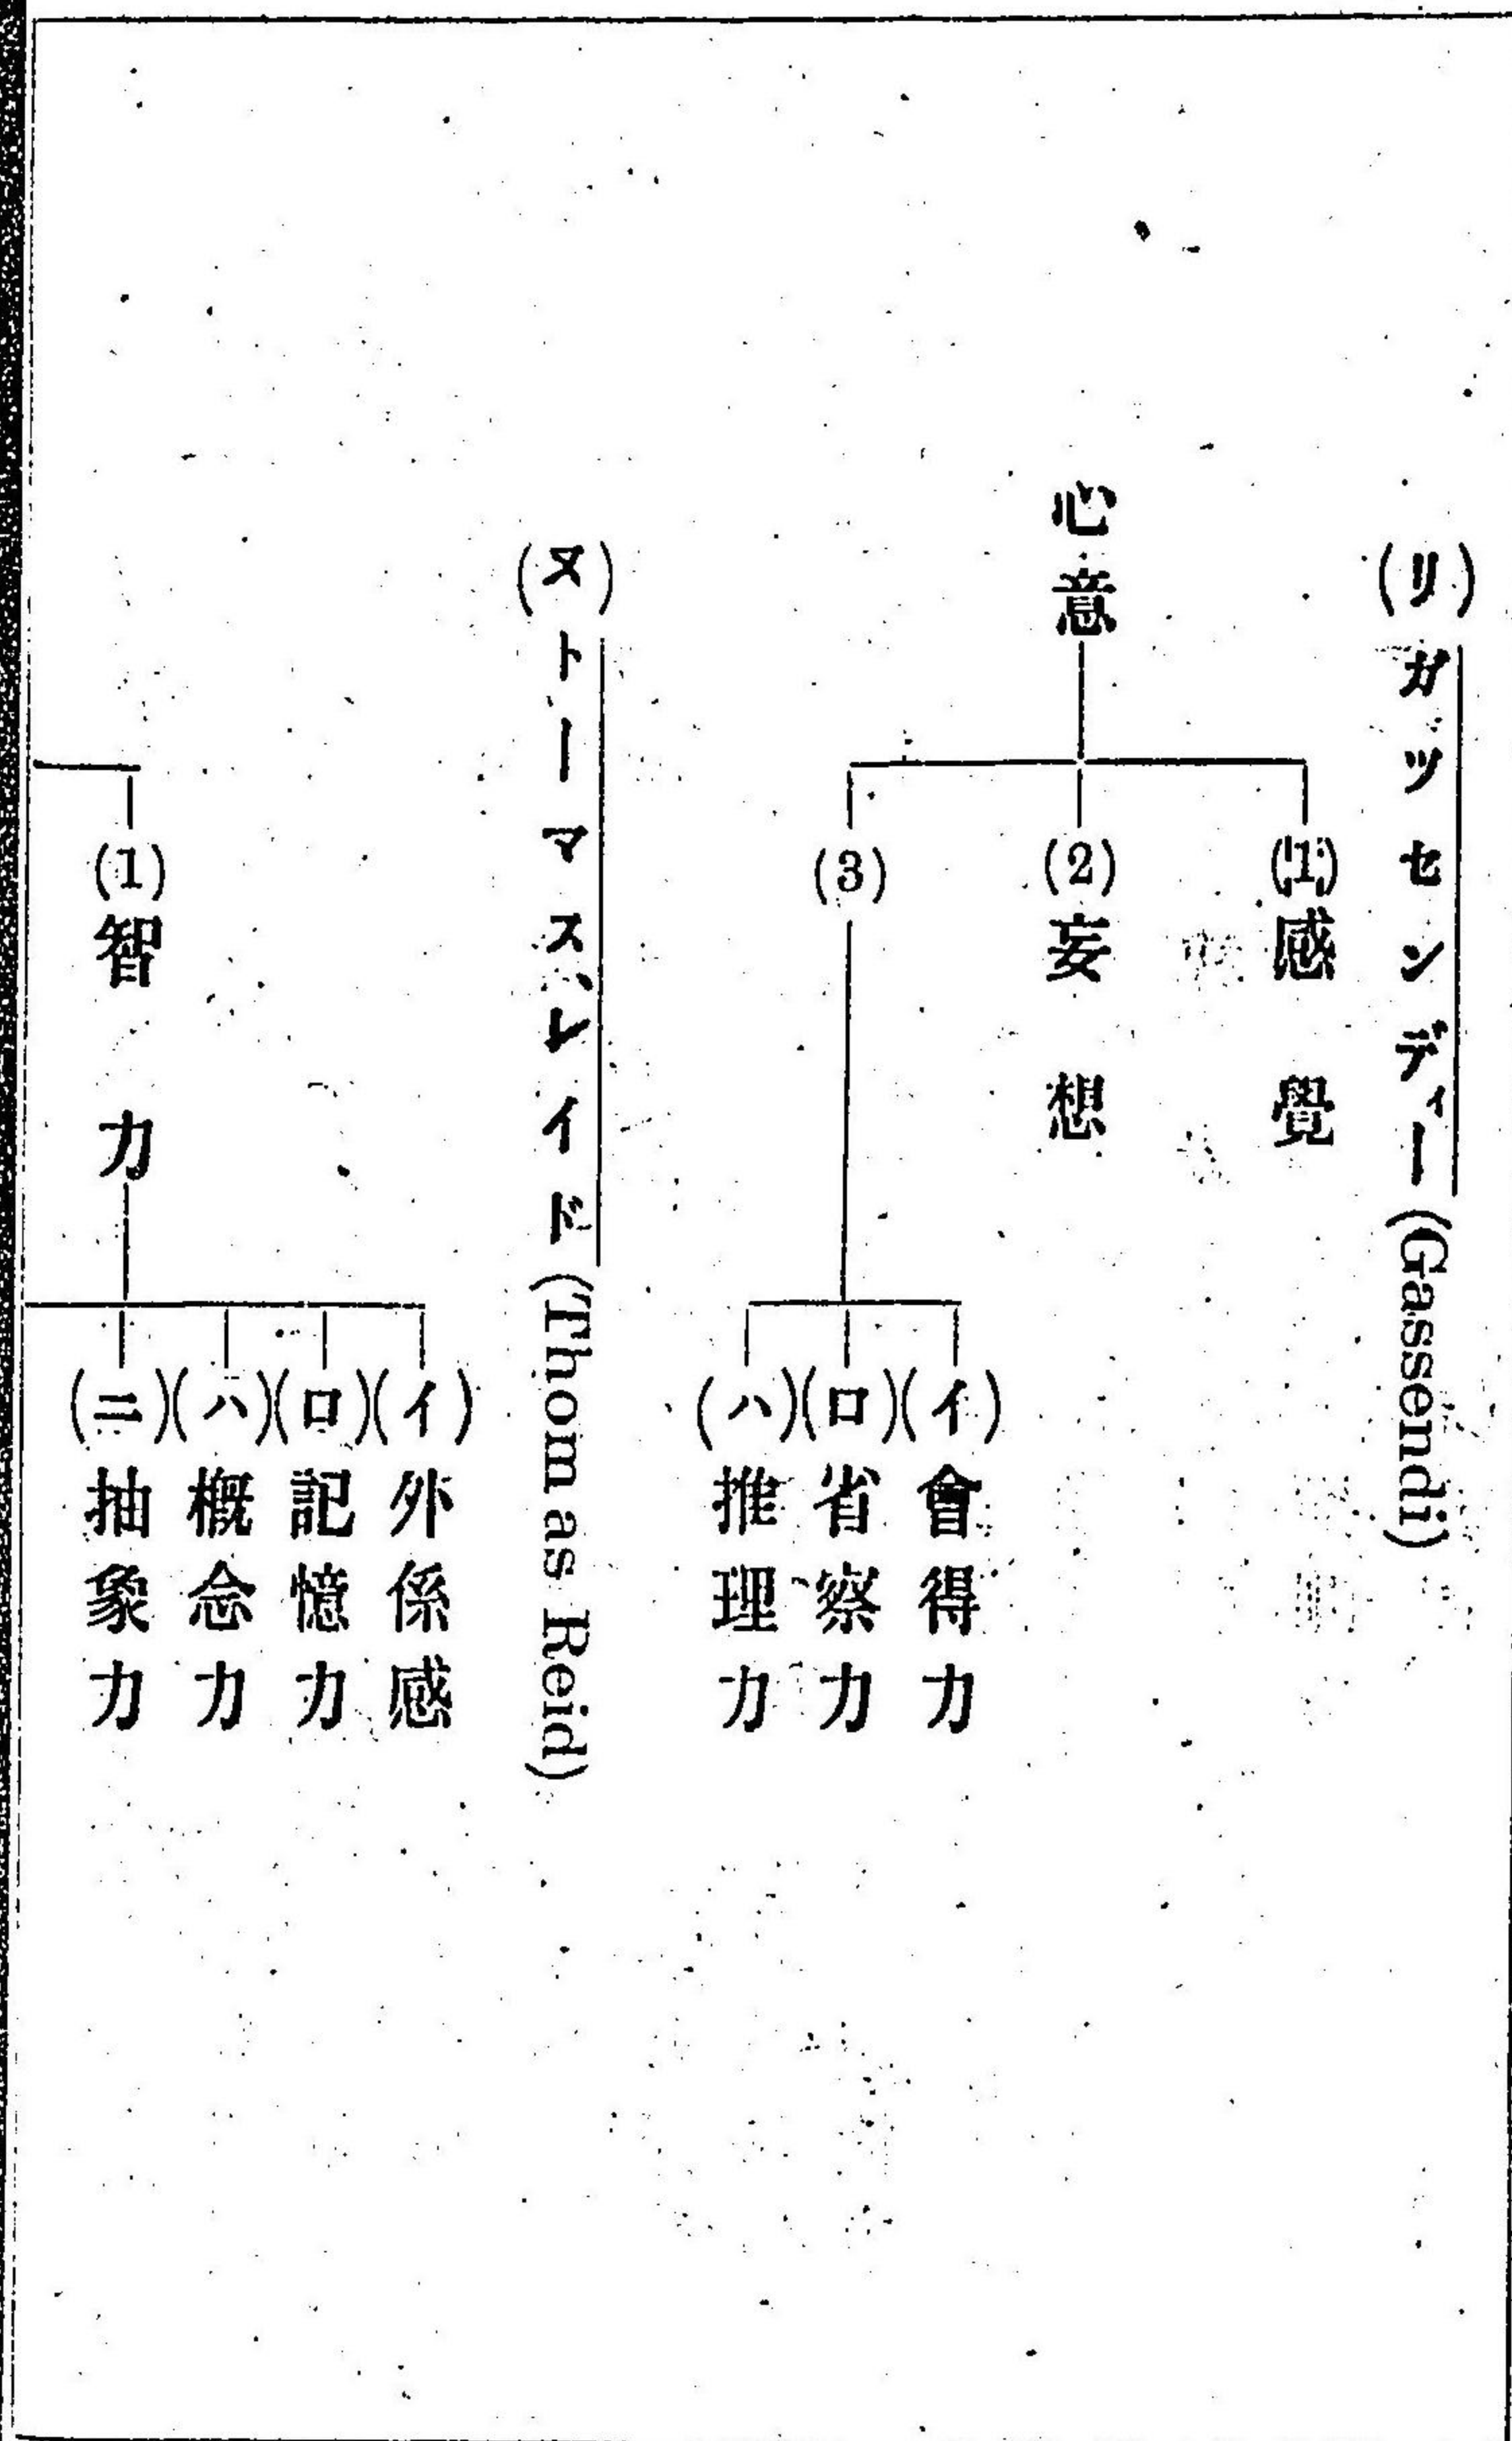 (リ)ガッセンディー(Gassendi)
心意
(1)感覺
(2)妄想
(3)
(イ)會得力
(ロ)省察力
(ハ)推理力
(ヌ)トーマス、レイド(Thomas Reid)
(1)智力
(イ)外係感
(ロ)記憶力
(ハ)概念力
(ニ)抽象力